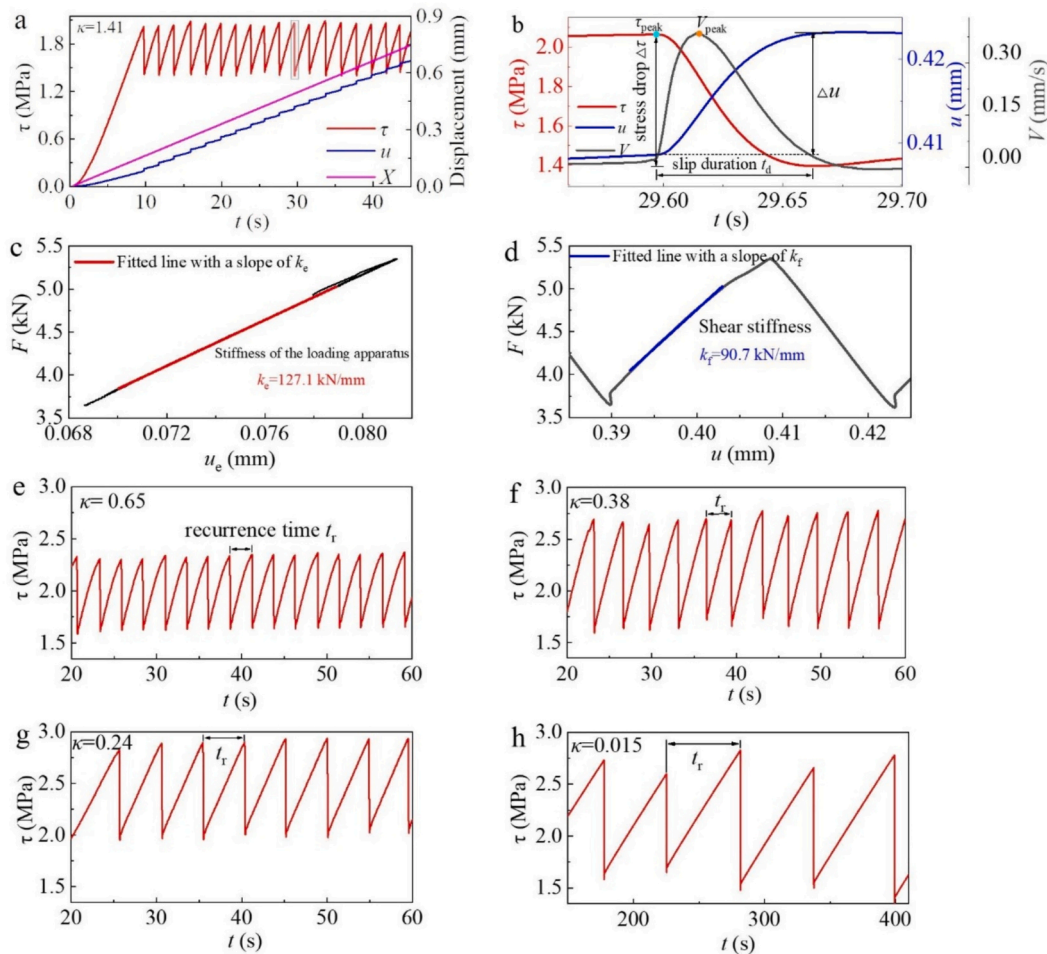 a
κ=1.41
τ (MPa)
1.8
1.2
0.6
0.0
0.9
0.6
0.3
0.0
Displacement (mm)
τ
u
X
0 10 20 30 40
t (s)
b
τpeak
Vpeak
τ (MPa)
2.0
1.8
1.6
1.4
stress drop △τ
τ
u
V
△u
slip duration td
0.42
0.41
u (mm)
0.30
0.15
0.00
V (mm/s)
29.60 29.66 29.70
t (s)
c
Fitted line with a slope of ke
F (kN)
5.5
5.0
4.5
4.0
3.5
Stiffness of the loading apparatus
ke=127.1 kN/mm
0.068 0.072 0.076 0.080
ue (mm)
d
Fitted line with a slope of kf
F (kN)
5.5
5.0
4.5
4.0
3.5
Shear stiffness
kf=90.7 kN/mm
0.39 0.40 0.41 0.42
u (mm)
e
κ= 0.65
recurrence time tr
τ (MPa)
3.0
2.5
2.0
1.5
20 30 40 50 60
t (s)
f
κ=0.38
tr
τ (MPa)
3.0
2.5
2.0
1.5
20 30 40 50 60
t (s)
g
κ=0.24
tr
τ (MPa)
3.0
2.5
2.0
1.5
20 30 40 50 60
t (s)
h
κ=0.015
tr
τ (MPa)
3.0
2.5
2.0
1.5
200 300 400
t (s)